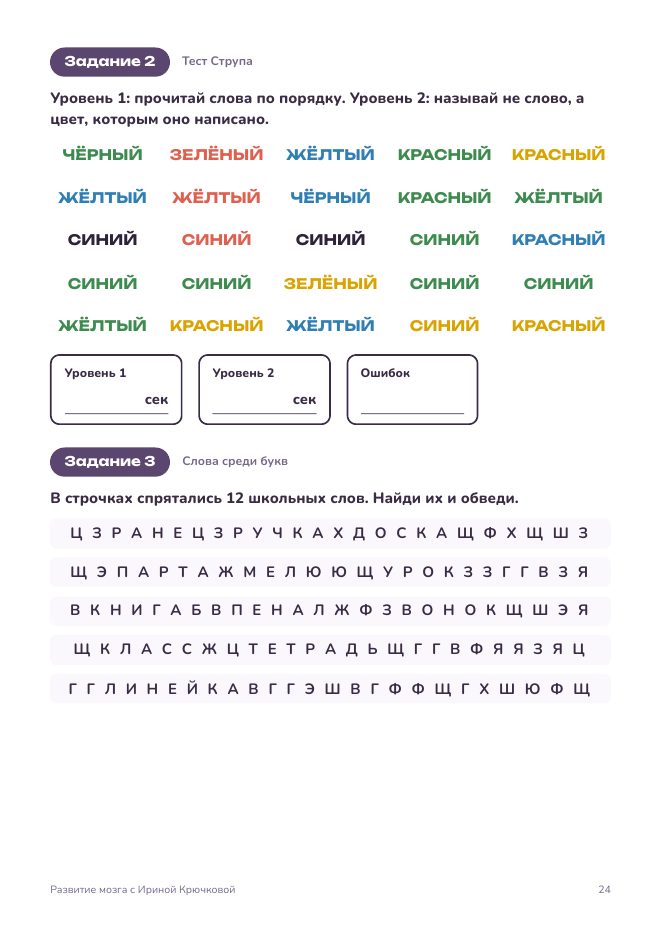 Задание 2 Тест Струпа
Уровень 1: прочитай слова по порядку. Уровень 2: называй не слово, а
цвет, которым оно написано.
ЧЁРНЫЙ ЗЕЛЁНЫЙ ЖЁЛТЫЙ КРАСНЫЙ КРАСНЫЙ
ЖЁЛТЫЙ ЖЁЛТЫЙ ЧЁРНЫЙ КРАСНЫЙ ЖЁЛТЫЙ
СИНИЙ СИНИЙ СИНИЙ СИНИЙ КРАСНЫЙ
СИНИЙ СИНИЙ ЗЕЛЁНЫЙ СИНИЙ СИНИЙ
ЖЁЛТЫЙ КРАСНЫЙ ЖЁЛТЫЙ СИНИЙ КРАСНЫЙ
Уровень 1 Уровень 2 Ошибок
сек сек
Задание 3 Слова среди букв
В строчках спрятались 12 школьных слов. Найди их и обведи.
Ц З Р А Н Е Ц З Р У Ч К А Х Д О С К А Щ Ф Х Щ Ш З
Щ Э П А Р Т А Ж М Е Л Ю Ю Щ У Р О К З З Г Г В З Я
В К Н И Г А Б В П Е Н А Л Ж Ф З В О Н О К Щ Ш Э Я
Щ К Л А С С Ж Ц Т Е Т Р А Д Ь Щ Г Г В Ф Я Я З Я Ц
Г Г Л И Н Е Й К А В Г Г Э Ш В Г Ф Ф Щ Г Х Ш Ю Ф Щ
Развитие мозга с Ириной Крючковой 24